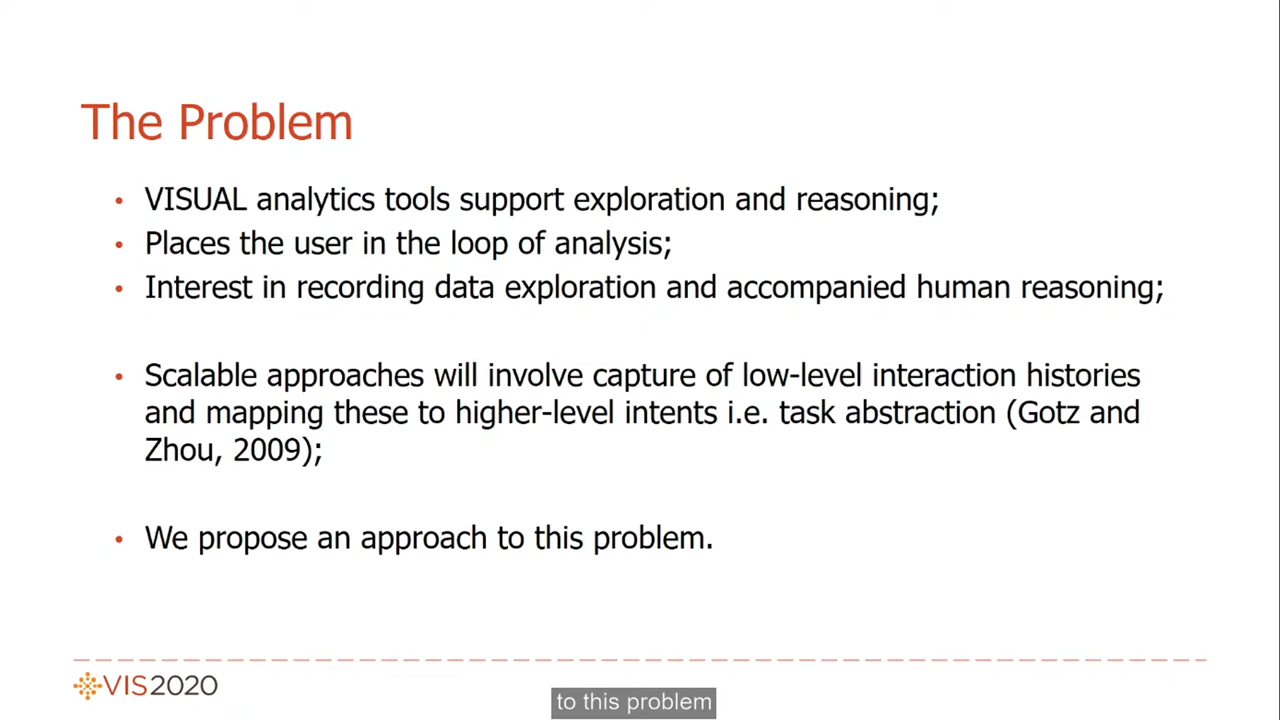 The Problem
• VISUAL analytics tools support exploration and reasoning;
• Places the user in the loop of analysis;
• Interest in recording data exploration and accompanied human reasoning;
• Scalable approaches will involve capture of low-level interaction histories
and mapping these to higher-level intents i.e. task abstraction (Gotz and
Zhou, 2009);
• We propose an approach to this problem.
VIS2020
to this problem